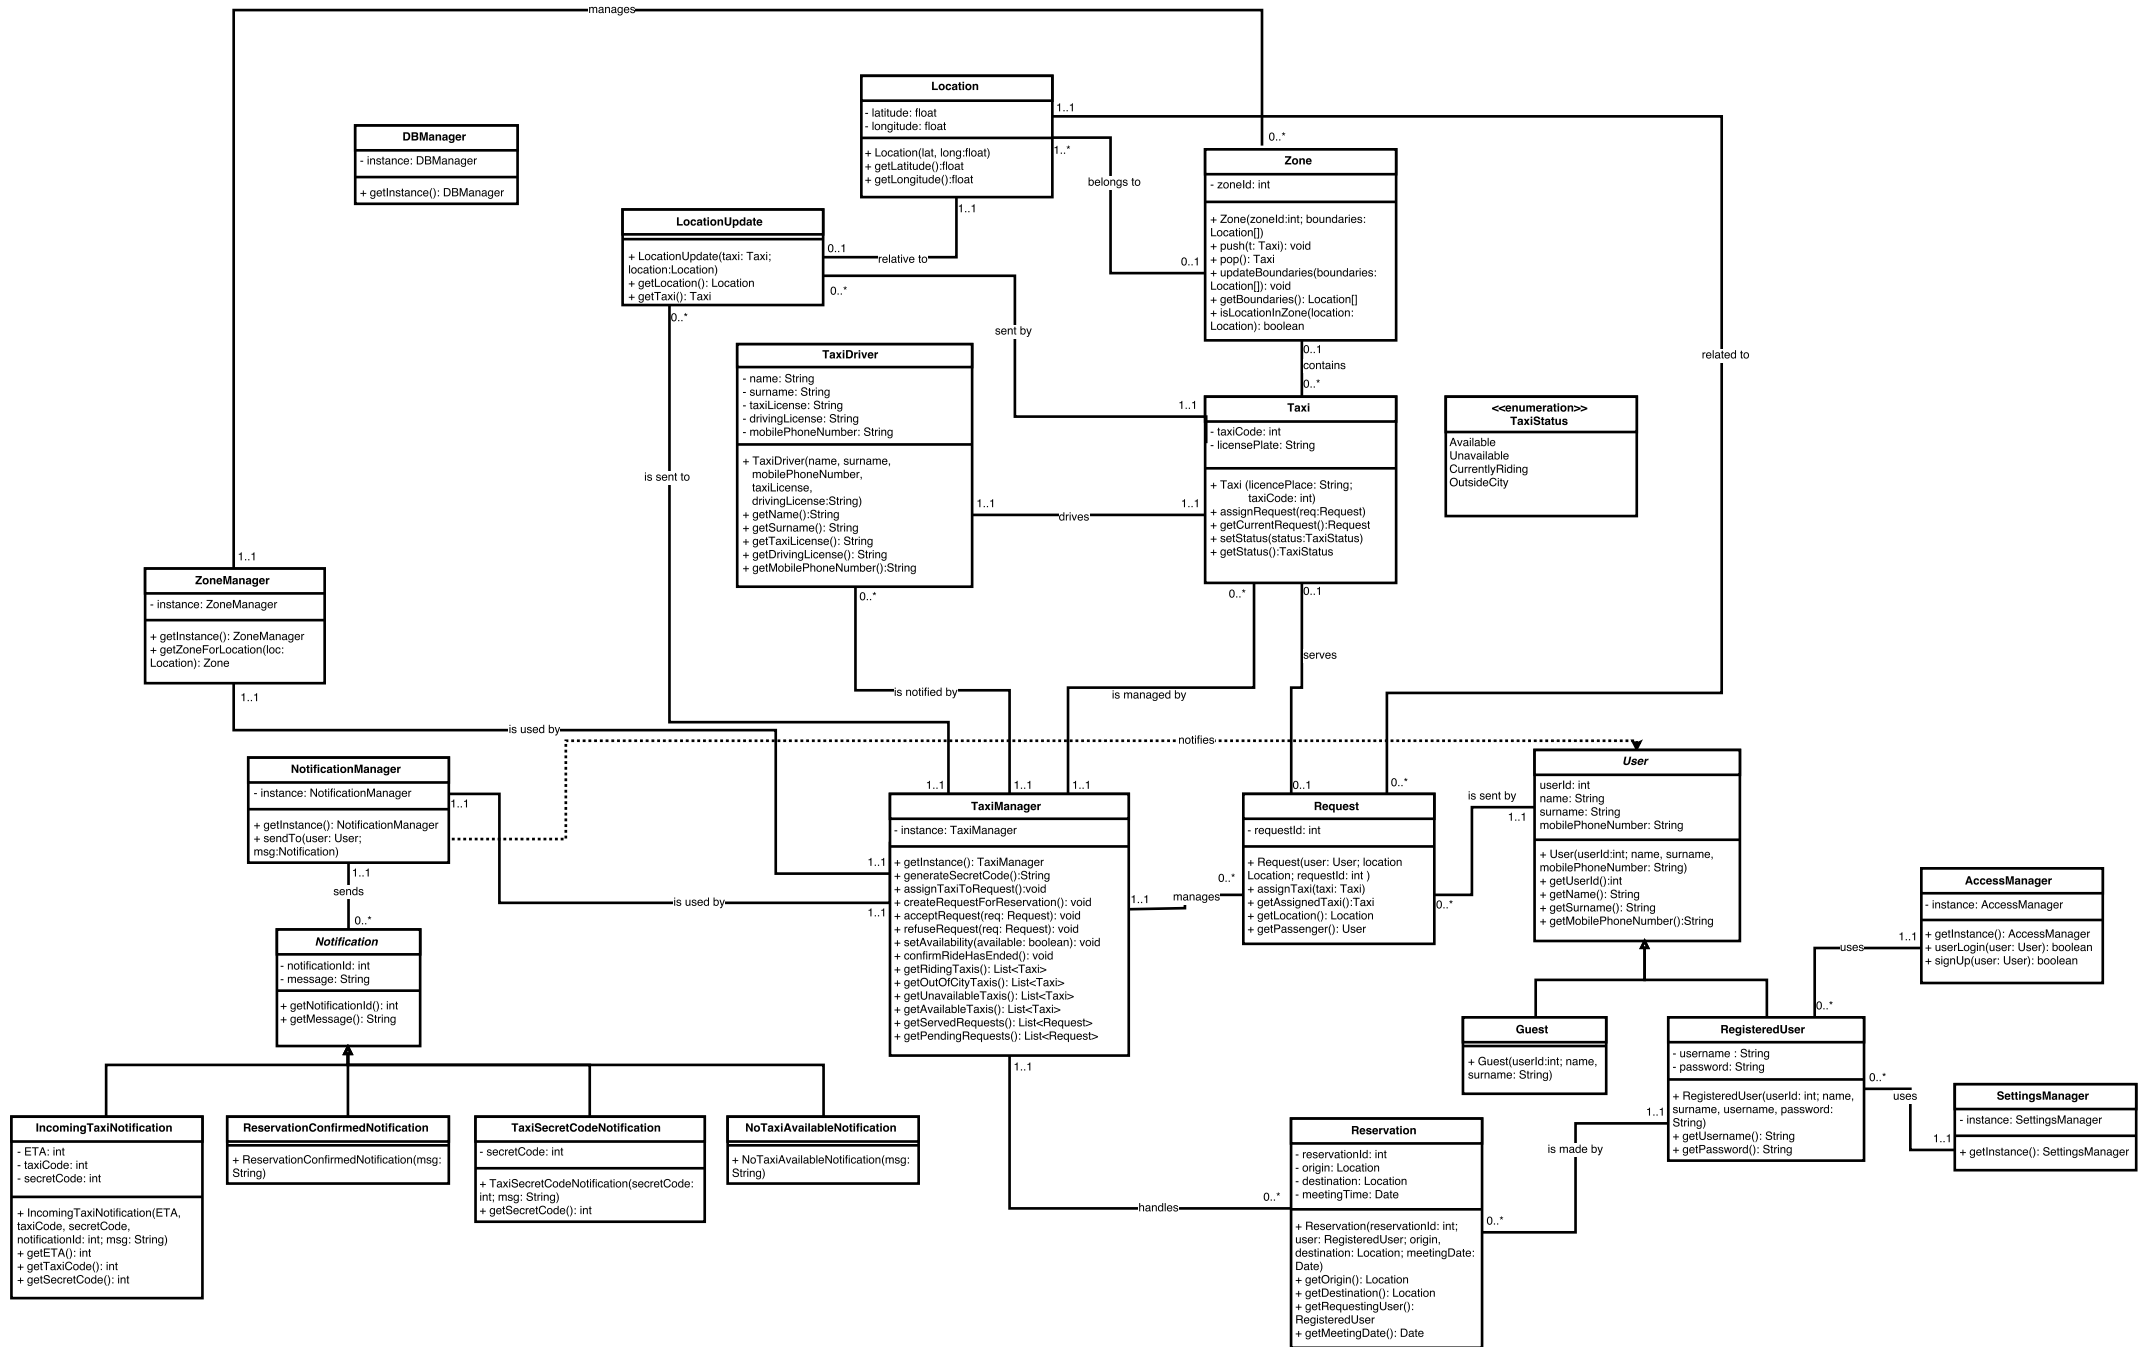 manages
Location
- latitude: float
- longitude: float
+ Location(lat, long:float)
+ getLatitude():float
+ getLongitude():float
1..1
1..*
1..1
DBManager
- instance: DBManager
+ getInstance(): DBManager
0..*
Zone
- zoneId: int
+ Zone(zoneId:int; boundaries:
Location[])
+ push(t: Taxi): void
+ pop(): Taxi
+ updateBoundaries(boundaries:
Location[]): void
+ getBoundaries(): Location[]
+ isLocationInZone(location:
Location): boolean
belongs to
0..1
LocationUpdate
+ LocationUpdate(taxi: Taxi;
location:Location)
+ getLocation(): Location
+ getTaxi(): Taxi
0..1
relative to
0..*
0..*
sent by
related to
0..1
contains
0..*
TaxiDriver
- name: String
- surname: String
- taxiLicense: String
- drivingLicense: String
- mobilePhoneNumber: String
+ TaxiDriver(name, surname,
mobilePhoneNumber,
taxiLicense,
drivingLicense:String)
+ getName():String
+ getSurname(): String
+ getTaxiLicense(): String
+ getDrivingLicense(): String
+ getMobilePhoneNumber():String
1..1
Taxi
- taxiCode: int
- licensePlate: String
+ Taxi (licencePlace: String;
taxiCode: int)
+ assignRequest(req:Request)
+ getCurrentRequest():Request
+ setStatus(status:TaxiStatus)
+ getStatus():TaxiStatus
<<enumeration>>
TaxiStatus
Available
Unavailable
CurrentlyRiding
OutsideCity
is sent to
1..1
drives
1..1
1..1
ZoneManager
- instance: ZoneManager
+ getInstance(): ZoneManager
+ getZoneForLocation(loc:
Location): Zone
0..*
0..*
0..1
serves
is notified by
is managed by
1..1
is used by
notifies
NotificationManager
- instance: NotificationManager
+ getInstance(): NotificationManager
+ sendTo(user: User;
msg:Notification)
1..1
1..1
sends
0..*
1..1
1..1
1..1
TaxiManager
- instance: TaxiManager
+ getInstance(): TaxiManager
+ generateSecretCode():String
+ assignTaxiToRequest():void
+ createRequestForReservation(): void
+ acceptRequest(req: Request): void
+ refuseRequest(req: Request): void
+ setAvailability(available: boolean): void
+ confirmRideHasEnded(): void
+ getRidingTaxis(): List<Taxi>
+ getOutOfCityTaxis(): List<Taxi>
+ getUnavailableTaxis(): List<Taxi>
+ getAvailableTaxis(): List<Taxi>
+ getServedRequests(): List<Request>
+ getPendingRequests(): List<Request>
1..1
is used by
1..1
1..1
manages
0..*
0..1
0..*
Request
- requestId: int
+ Request(user: User; location
Location; requestId: int )
+ assignTaxi(taxi: Taxi)
+ getAssignedTaxi():Taxi
+ getLocation(): Location
+ getPassenger(): User
0..*
is sent by
1..1
User
userId: int
name: String
surname: String
mobilePhoneNumber: String
+ User(userId:int; name, surname,
mobilePhoneNumber: String)
+ getUserId():int
+ getName(): String
+ getSurname(): String
+ getMobilePhoneNumber():String
AccessManager
- instance: AccessManager
+ getInstance(): AccessManager
+ userLogin(user: User): boolean
+ signUp(user: User): boolean
1..1
uses
0..*
Notification
- notificationId: int
- message: String
+ getNotificationId(): int
+ getMessage(): String
Guest
+ Guest(userId:int; name,
surname: String)
RegisteredUser
- username : String
- password: String
+ RegisteredUser(userId: int; name,
surname, username, password:
String)
+ getUsername(): String
+ getPassword(): String
0..*
uses
1..1
SettingsManager
- instance: SettingsManager
+ getInstance(): SettingsManager
IncomingTaxiNotification
- ETA: int
- taxiCode: int
- secretCode: int
+ IncomingTaxiNotification(ETA,
taxiCode, secretCode,
notificationId: int; msg: String)
+ getETA(): int
+ getTaxiCode(): int
+ getSecretCode(): int
ReservationConfirmedNotification
+ ReservationConfirmedNotification(msg:
String)
TaxiSecretCodeNotification
- secretCode: int
+ TaxiSecretCodeNotification(secretCode:
int; msg: String)
+ getSecretCode(): int
NoTaxiAvailableNotification
+ NoTaxiAvailableNotification(msg:
String)
1..1
handles
0..*
Reservation
- reservationId: int
- origin: Location
- destination: Location
- meetingTime: Date
+ Reservation(reservationId: int;
user: RegisteredUser; origin,
destination: Location; meetingDate:
Date)
+ getOrigin(): Location
+ getDestination(): Location
+ getRequestingUser():
RegisteredUser
+ getMeetingDate(): Date
1..1
is made by
0..*